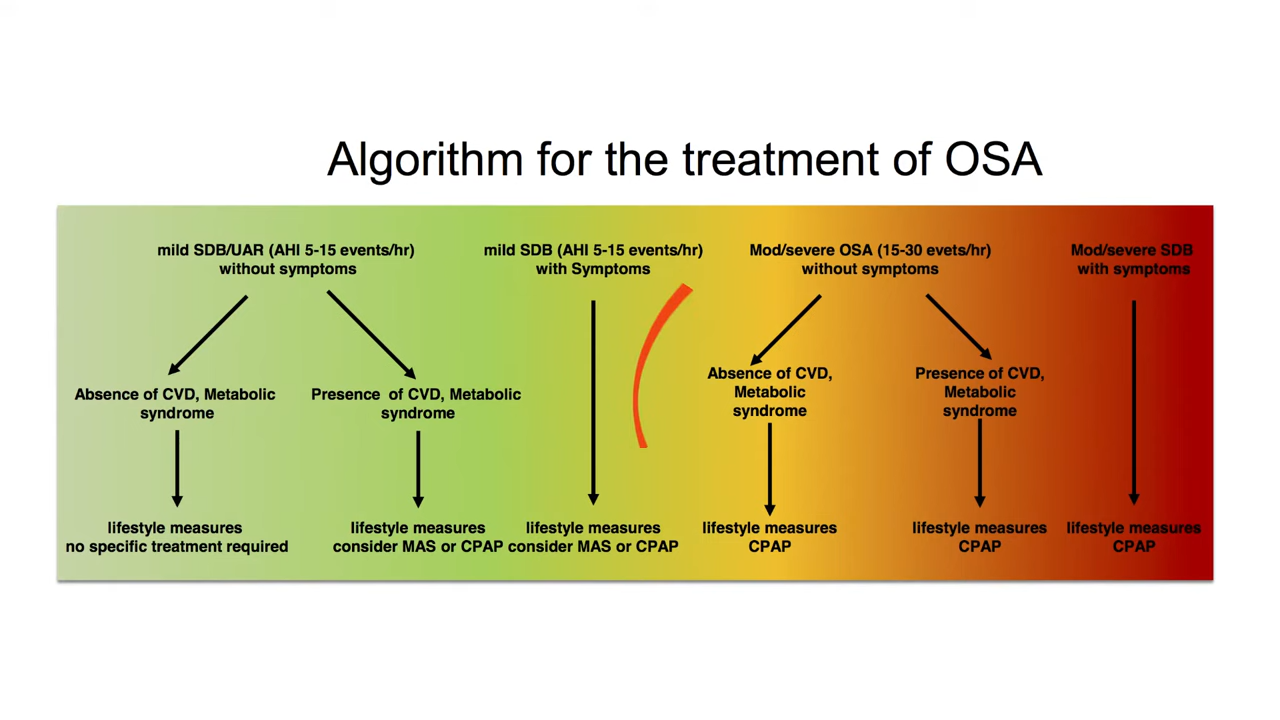 Algorithm for the treatment of OSA
mild SDB/UAR (AHI 5-15 events/hr)
without symptoms
mild SDB (AHI 5-15 events/hr)
with Symptoms
Mod/severe OSA (15-30 evets/hr)
without symptoms
Mod/severe SDB
with symptoms
Absence of CVD, Metabolic
syndrome
Presence of CVD, Metabolic
syndrome
Absence of CVD,
Metabolic
syndrome
Presence of CVD,
Metabolic
syndrome
lifestyle measures
no specific treatment required
lifestyle measures
consider MAS or CPAP
lifestyle measures
consider MAS or CPAP
lifestyle measures
CPAP
lifestyle measures
CPAP
lifestyle measures
CPAP